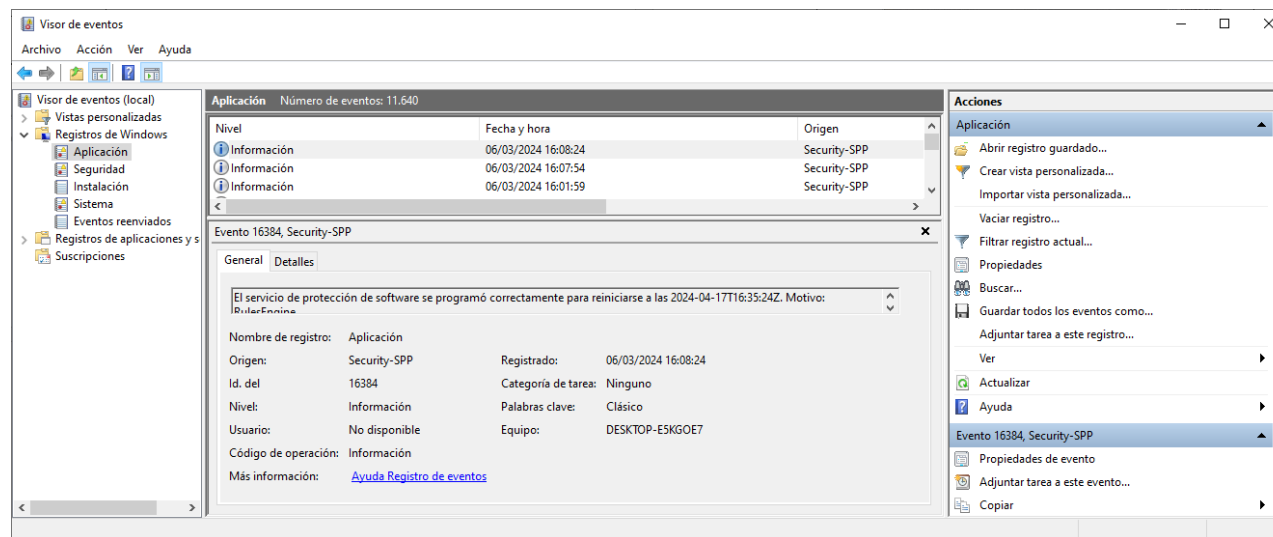 Visor de eventos
Archivo Acción Ver Ayuda
Visor de eventos (local)
Vistas personalizadas
Registros de Windows
Aplicación
Seguridad
Instalación
Sistema
Eventos reenviados
Registros de aplicaciones y s
Suscripciones
Aplicación Número de eventos: 11.640
Nivel Fecha y hora Origen
Información 06/03/2024 16:08:24 Security-SPP
Información 06/03/2024 16:07:54 Security-SPP
Información 06/03/2024 16:01:59 Security-SPP
Evento 16384, Security-SPP
General Detalles
El servicio de protección de software se programó correctamente para reiniciarse a las 2024-04-17T16:35:24Z. Motivo:
RulesEngine
Nombre de registro: Aplicación
Origen: Security-SPP Registrado: 06/03/2024 16:08:24
Id. del 16384 Categoría de tarea: Ninguno
Nivel: Información Palabras clave: Clásico
Usuario: No disponible Equipo: DESKTOP-E5KGOE7
Código de operación: Información
Más información: Ayuda Registro de eventos
Acciones
Aplicación
Abrir registro guardado...
Crear vista personalizada...
Importar vista personalizada...
Vaciar registro...
Filtrar registro actual...
Propiedades
Buscar...
Guardar todos los eventos como...
Adjuntar tarea a este registro...
Ver
Actualizar
Ayuda
Evento 16384, Security-SPP
Propiedades de evento
Adjuntar tarea a este evento...
Copiar